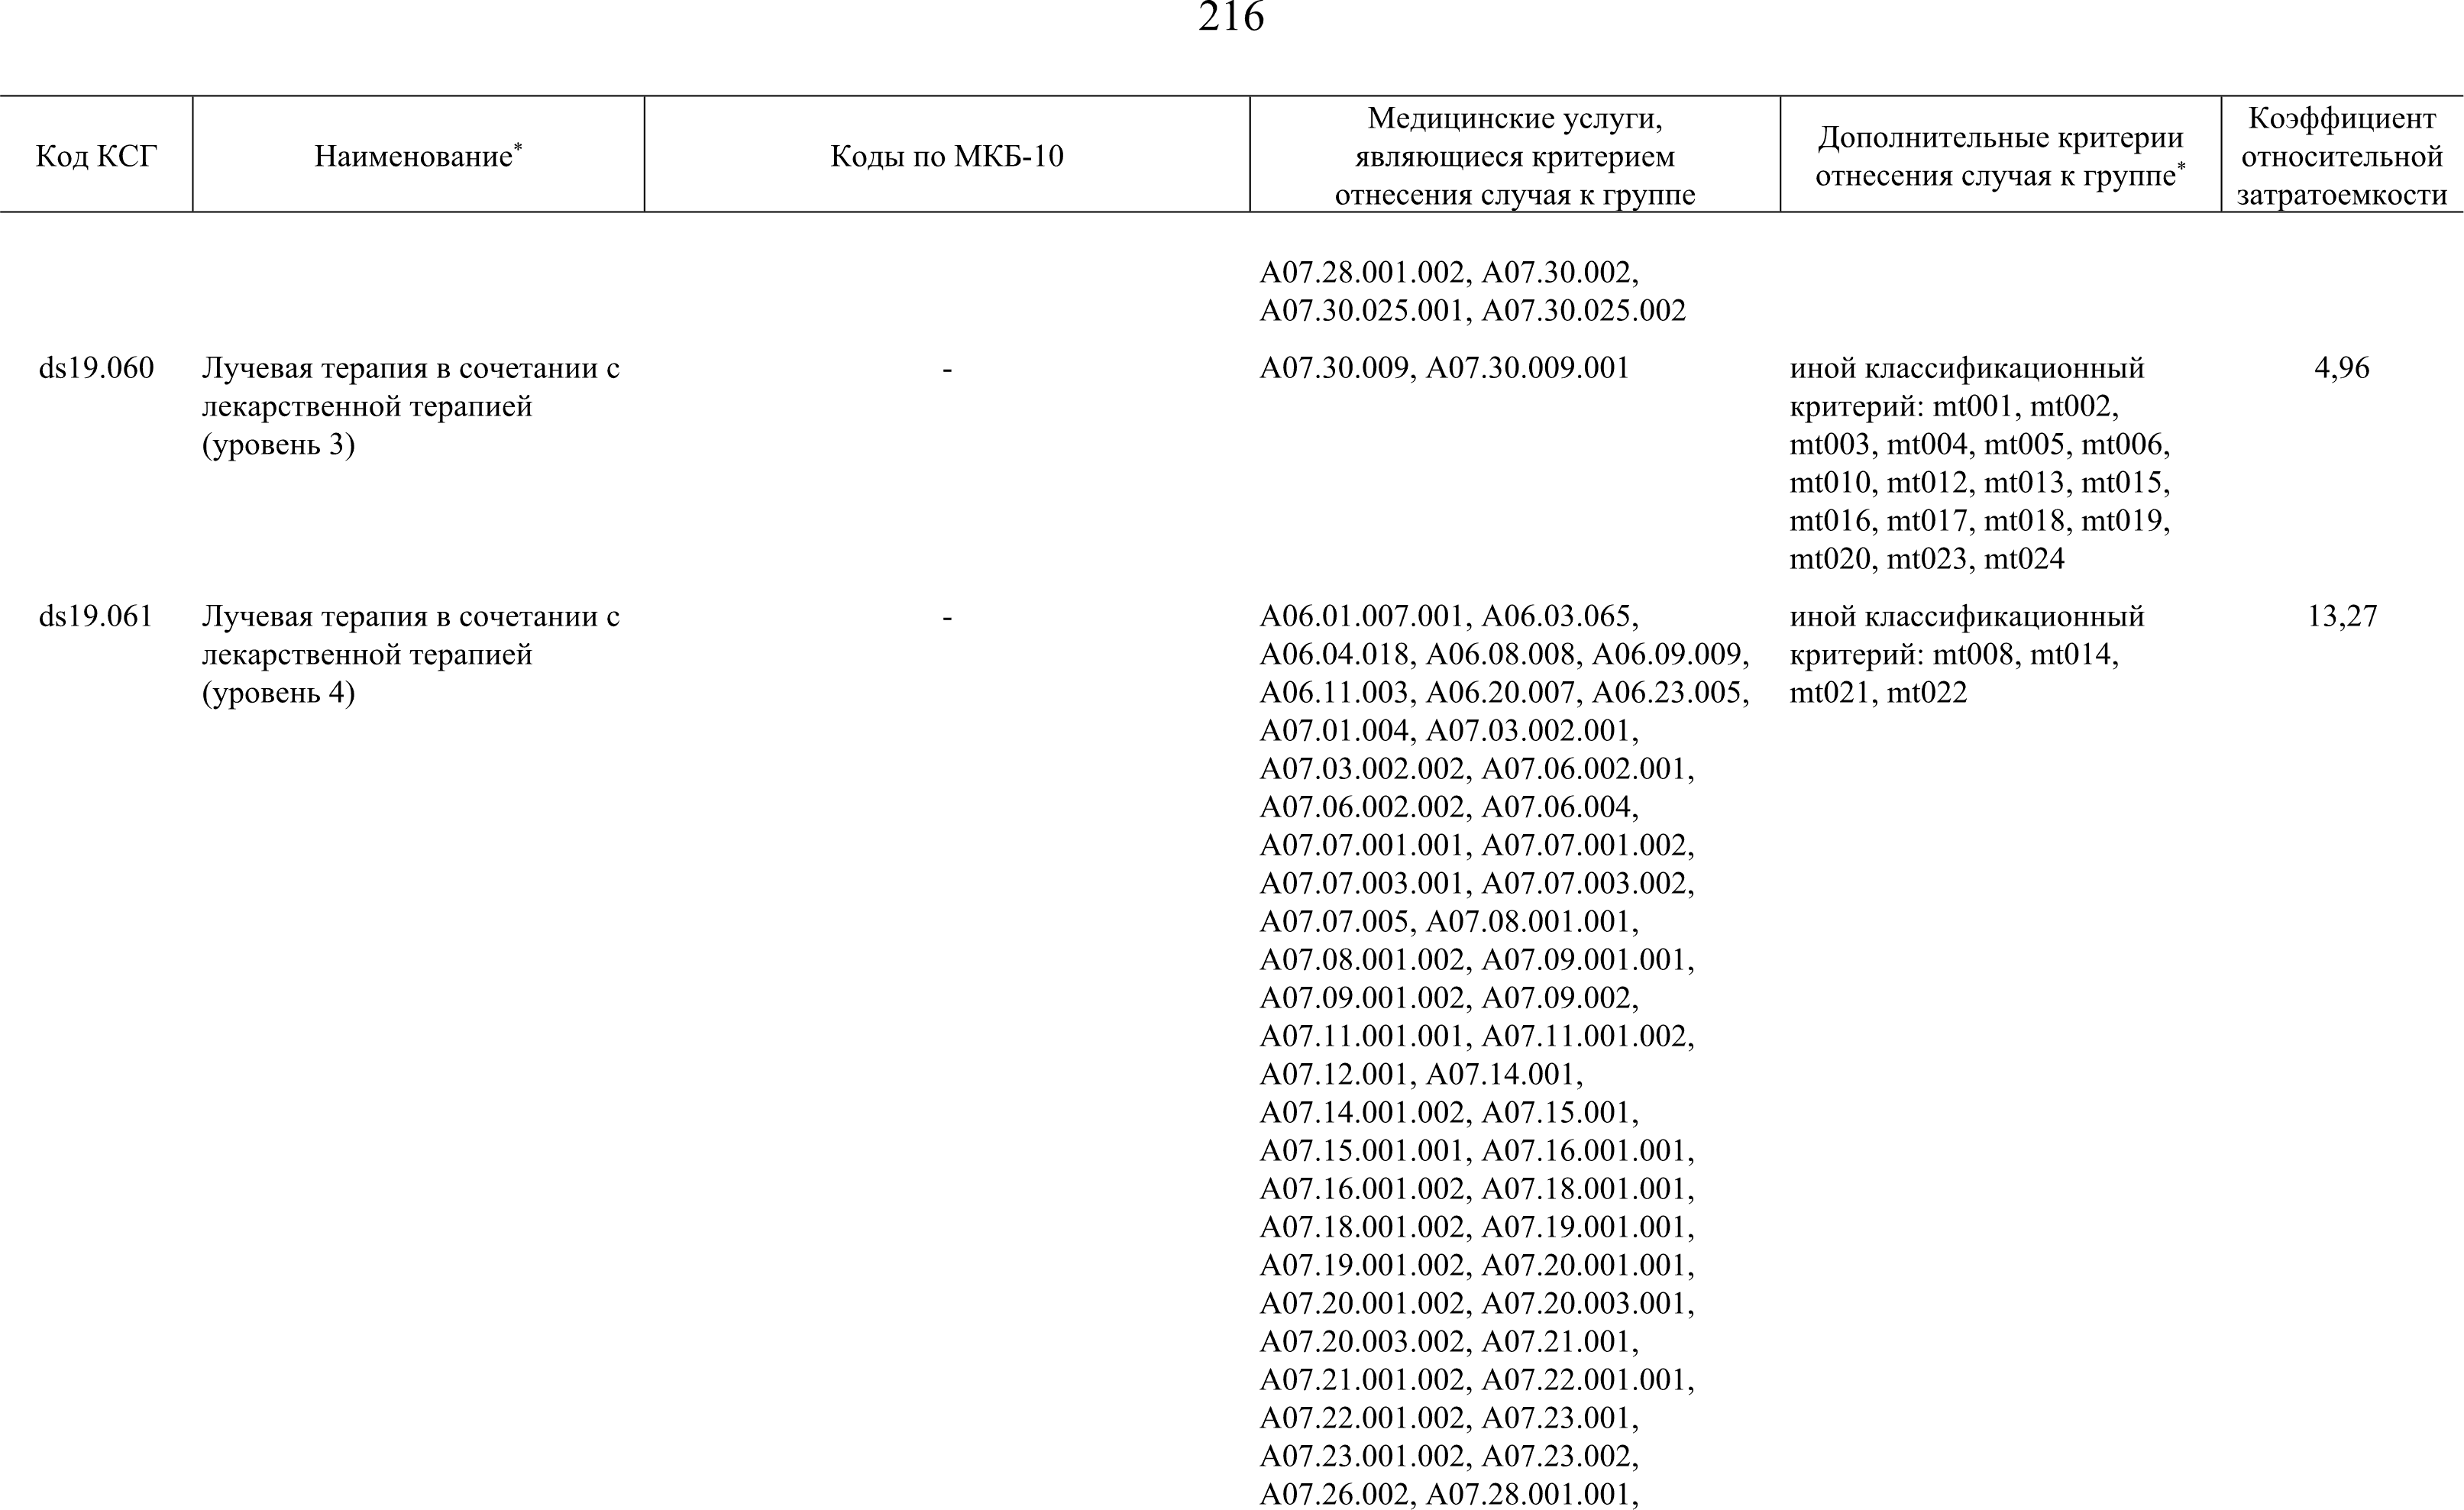 216
Код КСГ
Наименование*
Коды по МКБ-10
Медицинские услуги,
являющиеся критерием
отнесения случая к группе
Дополнительные критерии
отнесения случая к группе*
Коэффициент
относительной
затратоемкости
A07.28.001.002, A07.30.002,
A07.30.025.001, A07.30.025.002
ds19.060
Лучевая терапия в сочетании с
лекарственной терапией
(уровень 3)
-
A07.30.009, A07.30.009.001
иной классификационный
критерий: mt001, mt002,
mt003, mt004, mt005, mt006,
mt010, mt012, mt013, mt015,
mt016, mt017, mt018, mt019,
mt020, mt023, mt024
4,96
ds19.061
Лучевая терапия в сочетании с
лекарственной терапией
(уровень 4)
-
A06.01.007.001, A06.03.065,
A06.04.018, A06.08.008, A06.09.009,
A06.11.003, A06.20.007, A06.23.005,
A07.01.004, A07.03.002.001,
A07.03.002.002, A07.06.002.001,
A07.06.002.002, A07.06.004,
A07.07.001.001, A07.07.001.002,
A07.07.003.001, A07.07.003.002,
A07.07.005, A07.08.001.001,
A07.08.001.002, A07.09.001.001,
A07.09.001.002, A07.09.002,
A07.11.001.001, A07.11.001.002,
A07.12.001, A07.14.001,
A07.14.001.002, A07.15.001,
A07.15.001.001, A07.16.001.001,
A07.16.001.002, A07.18.001.001,
A07.18.001.002, A07.19.001.001,
A07.19.001.002, A07.20.001.001,
A07.20.001.002, A07.20.003.001,
A07.20.003.002, A07.21.001,
A07.21.001.002, A07.22.001.001,
A07.22.001.002, A07.23.001,
A07.23.001.002, A07.23.002,
A07.26.002, A07.28.001.001,
иной классификационный
критерий: mt008, mt014,
mt021, mt022
13,27